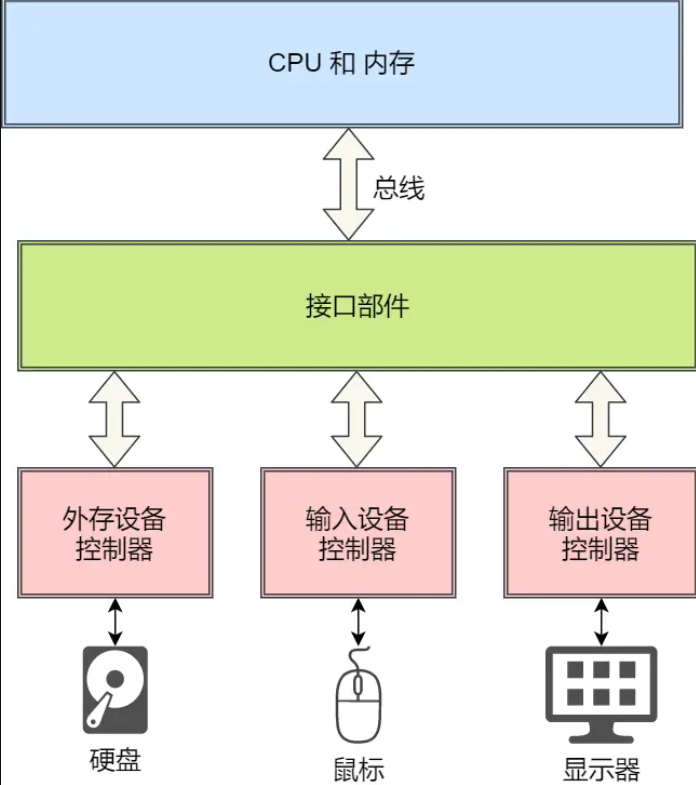 CPU 和 内存
总线
接口部件
外存设备
控制器
输入设备
控制器
输出设备
控制器
硬盘
鼠标
显示器